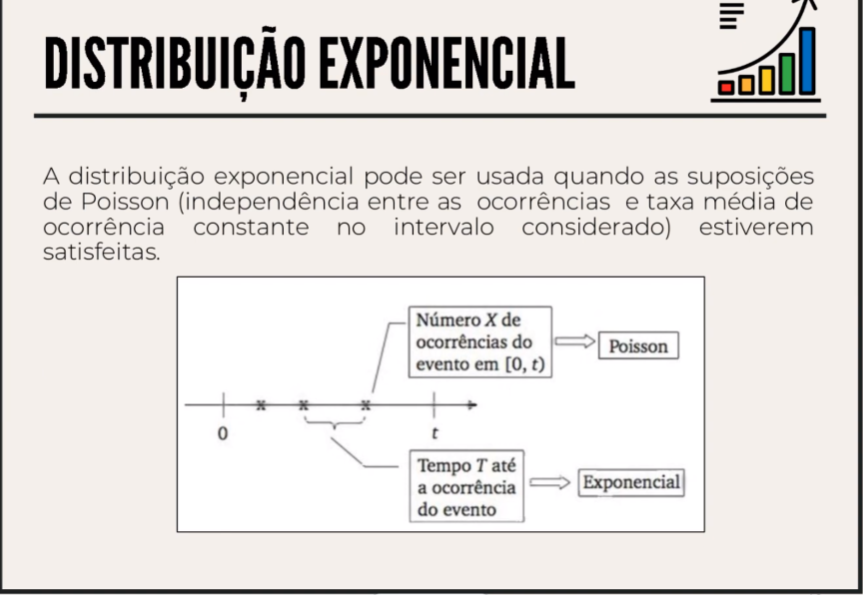 DISTRIBUIÇÃO EXPONENCIAL
A distribuição exponencial pode ser usada quando as suposições
de Poisson (independência entre as ocorrências e taxa média de
ocorrência constante no intervalo considerado) estiverem
satisfeitas.
Número X de
ocorrências do
evento em [0, t)
Poisson
0
t
Tempo T até
a ocorrência
do evento
Exponencial